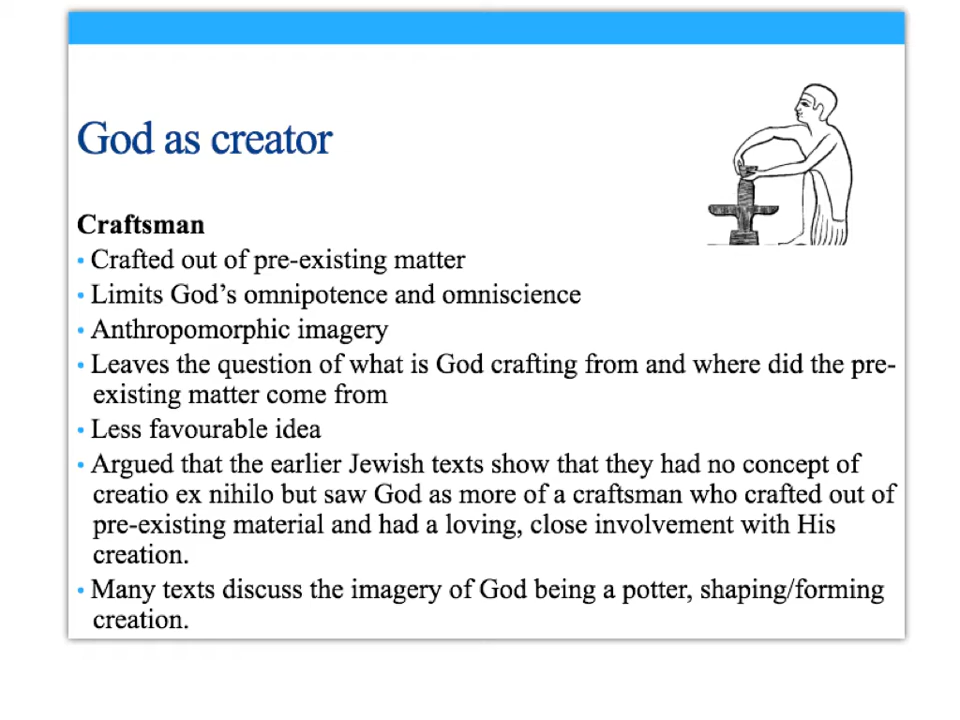 God as creator
Craftsman
• Crafted out of pre-existing matter
• Limits God's omnipotence and omniscience
• Anthropomorphic imagery
• Leaves the question of what is God crafting from and where did the pre-
existing matter come from
• Less favourable idea
• Argued that the earlier Jewish texts show that they had no concept of
creatio ex nihilo but saw God as more of a craftsman who crafted out of
pre-existing material and had a loving, close involvement with His
creation.
• Many texts discuss the imagery of God being a potter, shaping/forming
creation.